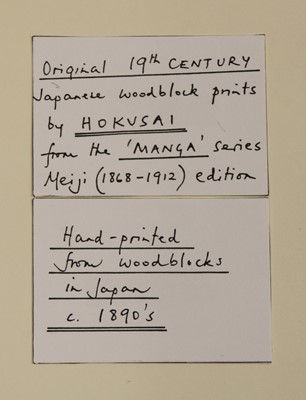 Original 19th CENTURY
Japanese woodblock prints
by HOKUSAI
from the 'MANGA' series
Meiji (1868-1912) edition
Hand-printed
from woodblocks
in Japan
c. 1890's